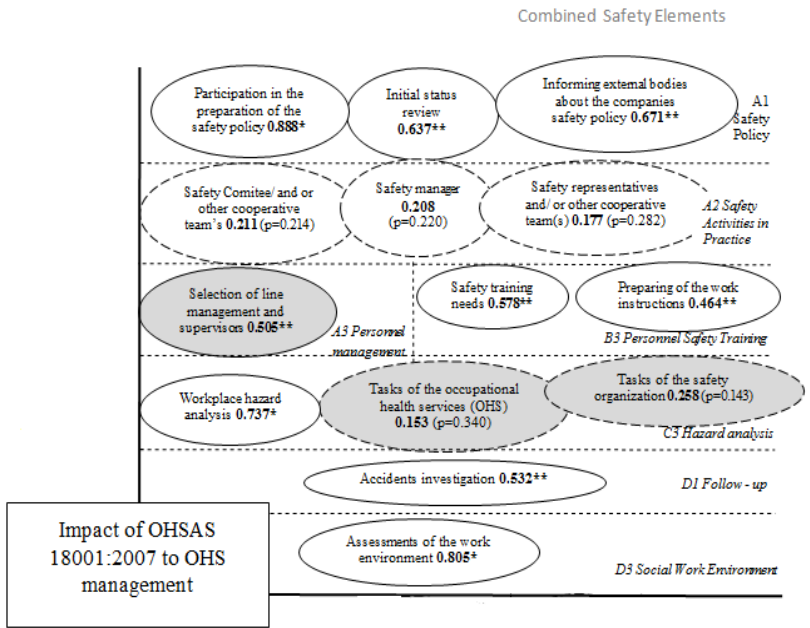 Combined Safety Elements
Participation in the
preparation of the
safety policy 0.888*
Initial status
review
0.637**
Informing external bodies
about the companies
safety policy 0.671**
A1
Safety
Policy
Safety Comitee/ and or
other cooperative
team's 0.211 (p=0.214)
Safety manager
0.208
(p=0.220)
Safety representatives
and/ or other cooperative
team(s) 0.177 (p=0.282)
A2 Safety
Activities in
Practice
Selection of line
management and
supervisors 0.505**
A3 Personnel
management
Safety training
needs 0.578**
Preparing of the work
instructions 0.464**
B3 Personnel Safety Training
Workplace hazard
analysis 0.737*
Tasks of the occupational
health services (OHS)
0.153 (p=0.340)
Tasks of the safety
organization 0.258 (p=0.143)
C3 Hazard analysis
Accidents investigation 0.532**
D1 Follow - up
Impact of OHSAS
18001:2007 to OHS
management
Assessments of the work
environment 0.805*
D3 Social Work Environment